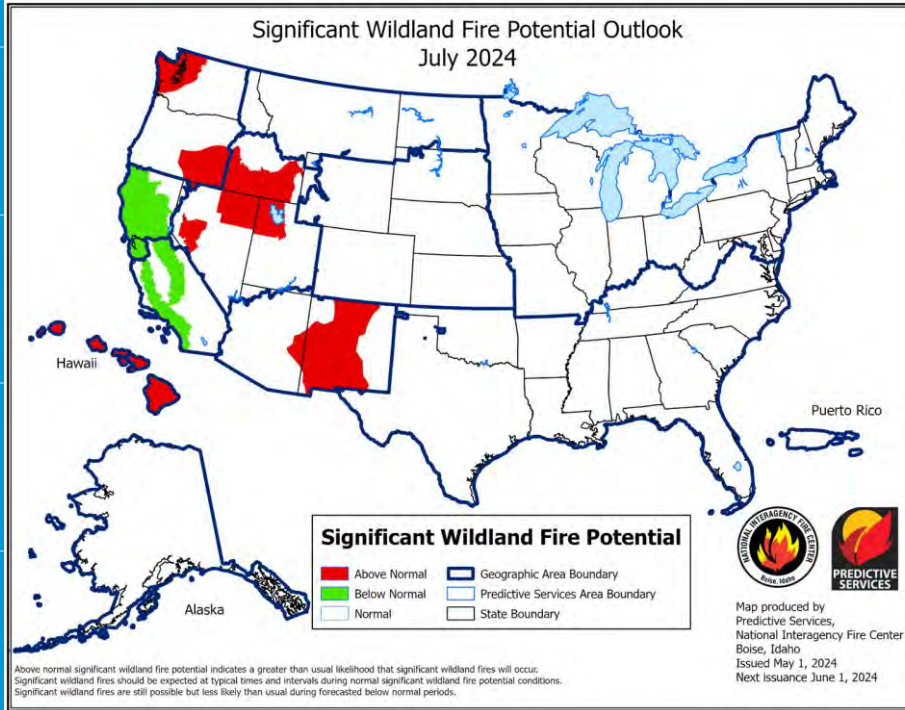 Significant Wildland Fire Potential Outlook
July 2024
Hawaii
Puerto Rico
Alaska
Significant Wildland Fire Potential
Above Normal
Below Normal
Normal
Geographic Area Boundary
Predictive Services Area Boundary
State Boundary
NATIONAL INTERAGENCY FIRE CENTER
Boise, Idaho
PREDICTIVE
SERVICES
Map produced by
Predictive Services,
National Interagency Fire Center
Boise, Idaho
Issued May 1, 2024
Next issuance June 1, 2024
Above normal significant wildland fire potential indicates a greater than usual likelihood that significant wildland fires will occur.
Significant wildland fires should be expected at typical times and intervals during normal significant wildland fire potential conditions.
Significant wildland fires are still possible but less likely than usual during forecasted below normal periods.